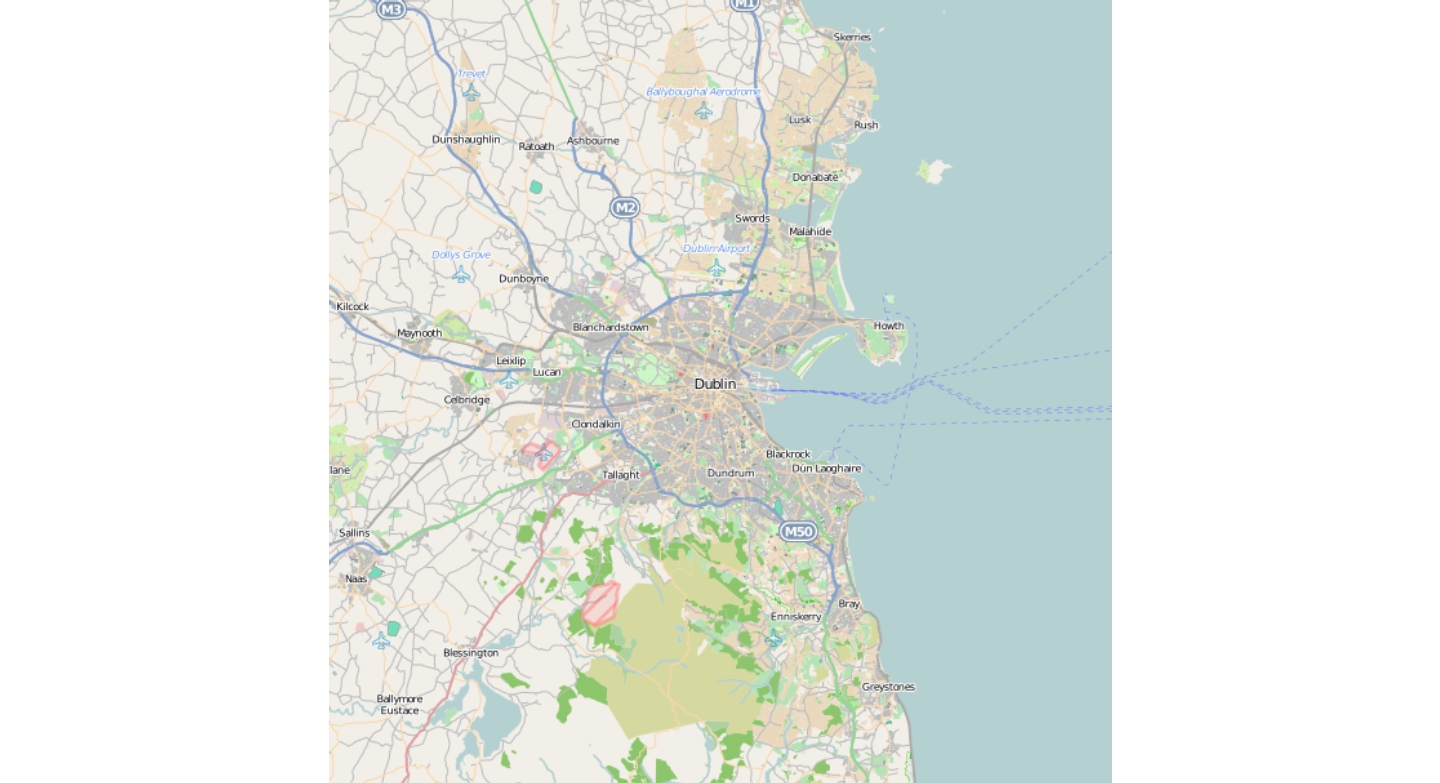 M3
M1
Skerries
Trevet
Ballyboughal Aerodrome
Lusk
Rush
Dunshaughlin
Ratoath
Ashbourne
Donabate
M2
Swords
Malahide
Dublin Airport
Dollys Grove
Dunboyne
Kilcock
Maynooth
Blanchardstown
Howth
Leixlip
Lucan
Dublin
Celbridge
Clondalkin
Blackrock
Dún Laoghaire
lane
Tallaght
Dundrum
Sallins
M50
Naas
Bray
Enniskerry
Blessington
Greystones
Ballymore
Eustace